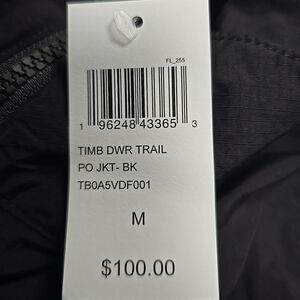 FL_255
1 96248 43365 3
TIMB DWR TRAIL
PO JKT- BK
TB0A5VDF001
M
$100.00